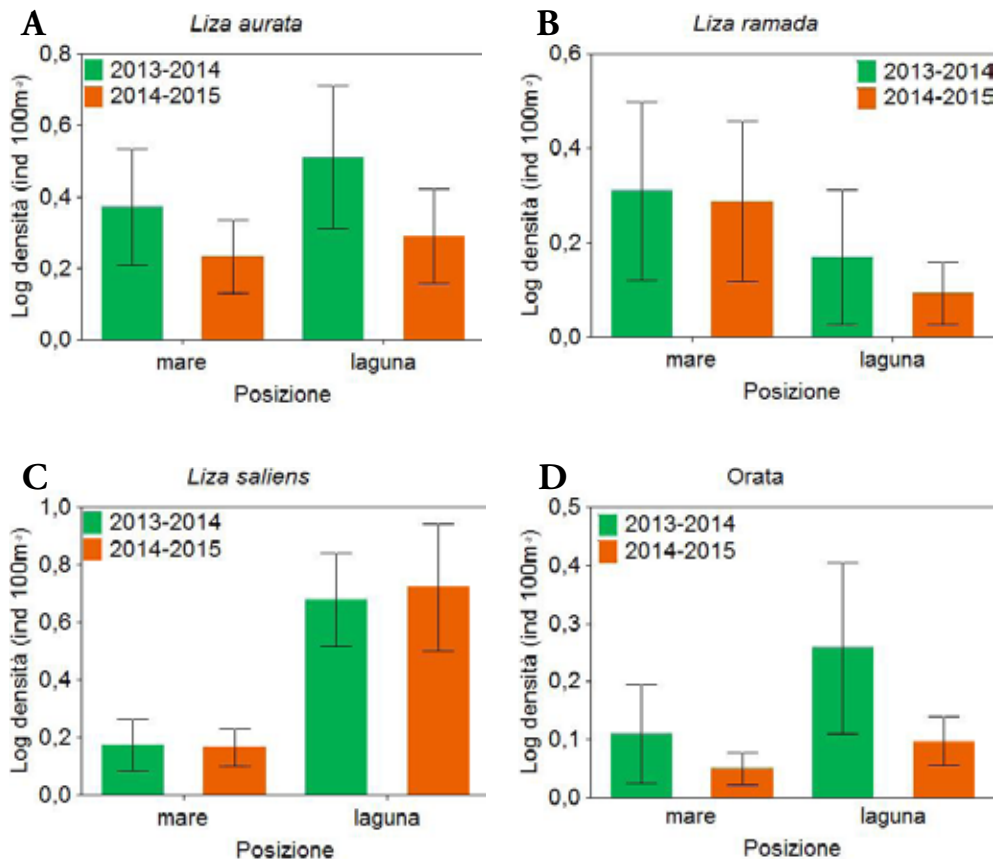 A
Liza aurata
0,8
0,6
0,4
0,2
0,0
Log densità (ind 100m-²)
2013-2014
2014-2015
mare
laguna
Posizione
B
Liza ramada
0,6
0,4
0,2
0,0
Log densità (ind 100m-²)
2013-2014
2014-2015
mare
laguna
Posizione
C
Liza saliens
1,0
0,8
0,6
0,4
0,2
0,0
Log densità (ind 100m-²)
2013-2014
2014-2015
mare
laguna
Posizione
D
Orata
0,5
0,4
0,3
0,2
0,1
0,0
Log densità (ind 100m-²)
2013-2014
2014-2015
mare
laguna
Posizione